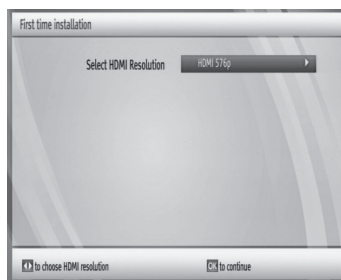 First time installation
Select HDMI Resolution HDMI 576p
to choose HDMI resolution OK to continue